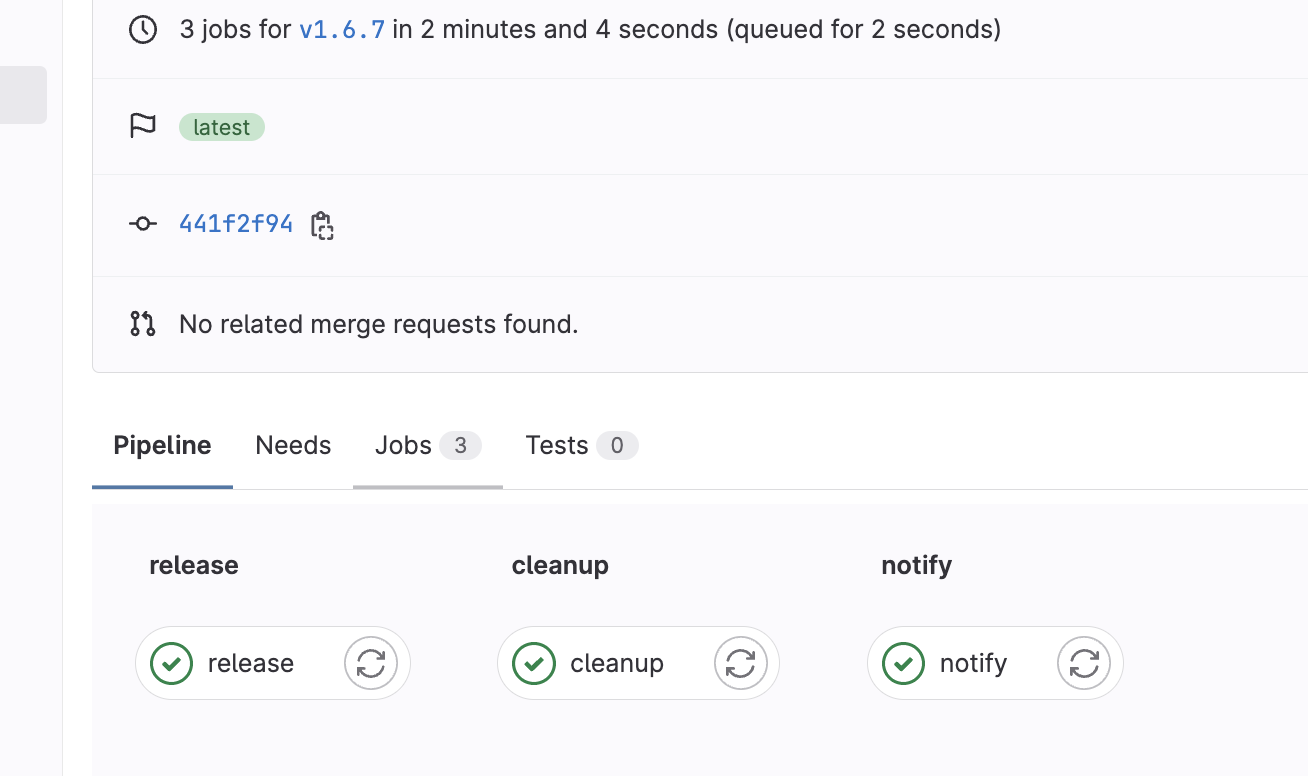 3 jobs for v1.6.7 in 2 minutes and 4 seconds (queued for 2 seconds)
latest
441f2f94
No related merge requests found.
Pipeline Needs Jobs 3 Tests 0
release cleanup notify
release cleanup notify